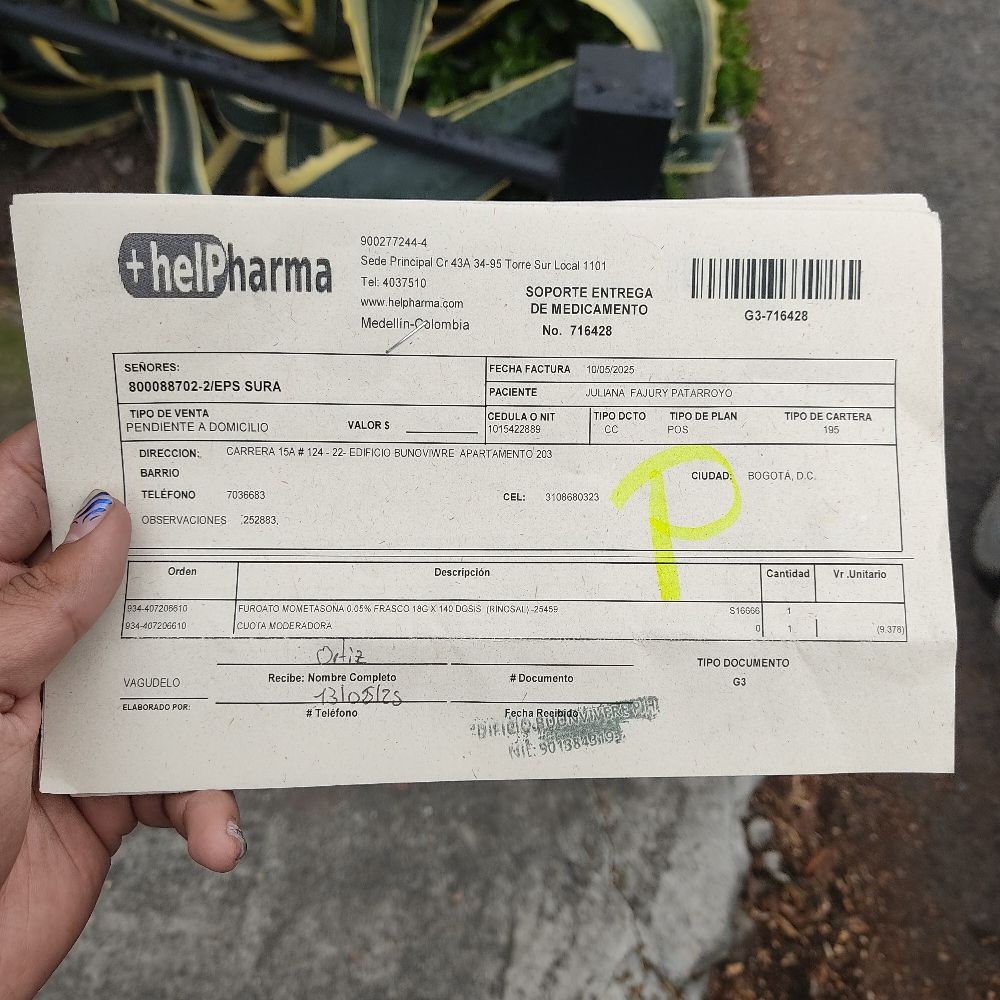 +helPharma
900277244-4
Sede Principal Cr 43A 34-95 Torre Sur Local 1101
Tel: 4037510
www.helpharma.com
Medellín-Colombia
SOPORTE ENTREGA
DE MEDICAMENTO
No. 716428
G3-716428
SEÑORES:
800088702-2/EPS SURA
FECHA FACTURA 10/05/2025
PACIENTE JULIANA FAJURY PATARROYO
TIPO DE VENTA
PENDIENTE A DOMICILIO VALOR $
CEDULA O NIT TIPO DCTO TIPO DE PLAN TIPO DE CARTERA
1015422889 CC POS 195
DIRECCION: CARRERA 15A # 124 - 22- EDIFICIO BUNOVIWRE APARTAMENTO 203
BARRIO CIUDAD: BOGOTÁ, D.C.
TELÉFONO 7036683 CEL: 3108680323
OBSERVACIONES .252883,
P
Orden Descripción Cantidad Vr .Unitario
934-407206610 FUROATO MOMETASONA 0.05% FRASCO 18G X 140 DOSIS (RINOSAL) -25459 S16666 1
934-407206610 CUOTA MODERADORA 0 1 (9.378)
Ortiz
Recibe: Nombre Completo # Documento
TIPO DOCUMENTO
G3
VAGUDELO
ELABORADO POR:
13/05/25
# Teléfono Fecha Recibido
NIT: